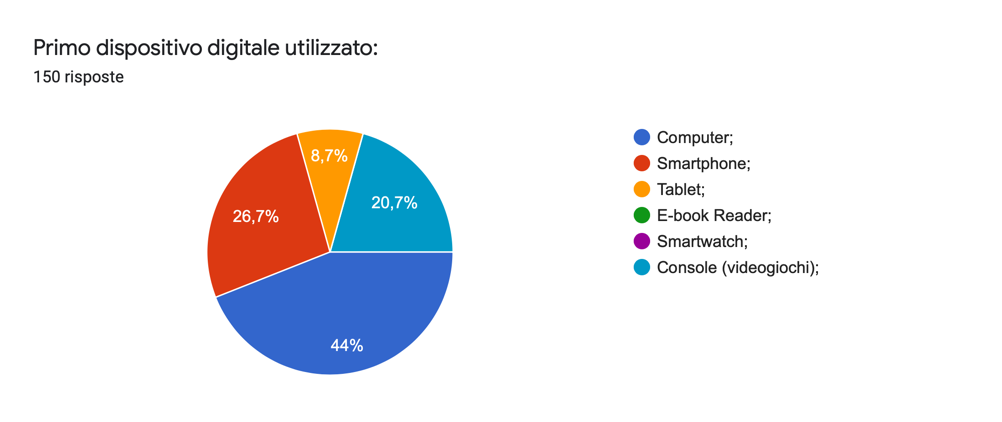 Primo dispositivo digitale utilizzato:
150 risposte
8,7%
26,7%
20,7%
44%
Computer;
Smartphone;
Tablet;
E-book Reader;
Smartwatch;
Console (videogiochi);